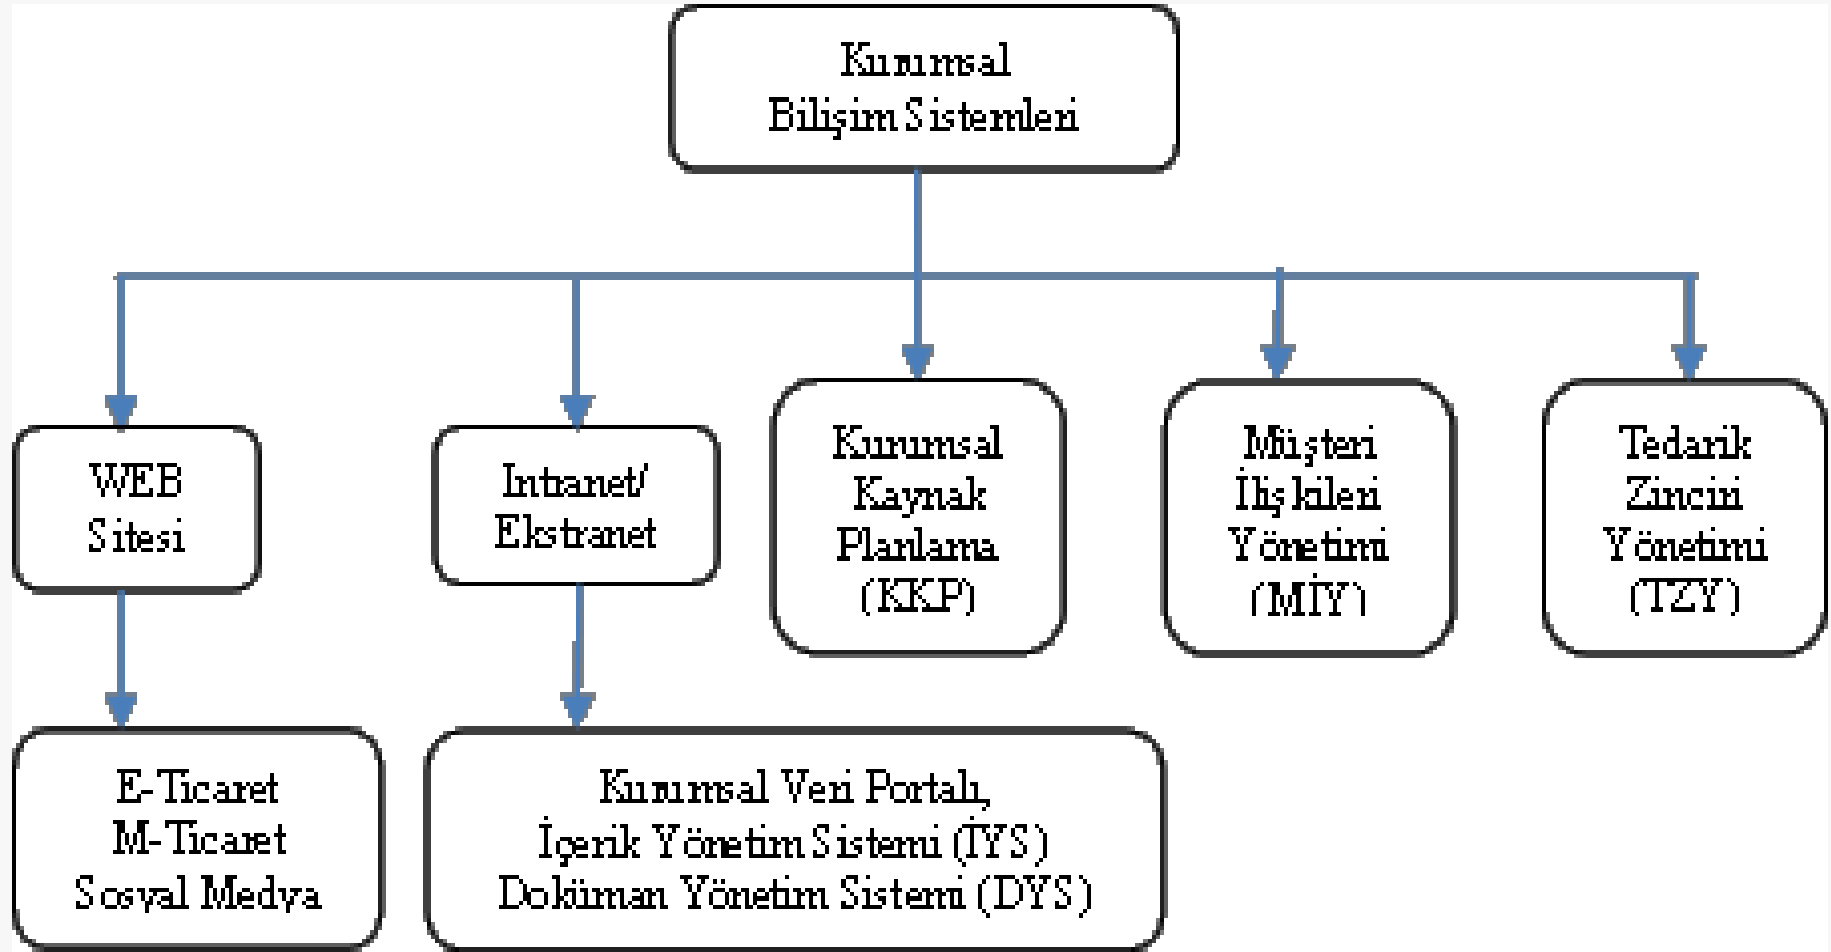 Kurumsal
Bilişim Sistemleri
WEB
Sitesi
Intranet/
Ekstranet
Kurumsal
Kaynak
Planlama
(KKP)
Müşteri
İlişkileri
Yönetimi
(MİY)
Tedarik
Zinciri
Yönetimi
(TZY)
E-Ticaret
M-Ticaret
Sosyal Medya
Kurumsal Veri Portalı,
İçerik Yönetim Sistemi (İYS)
Doküman Yönetim Sistemi (DYS)